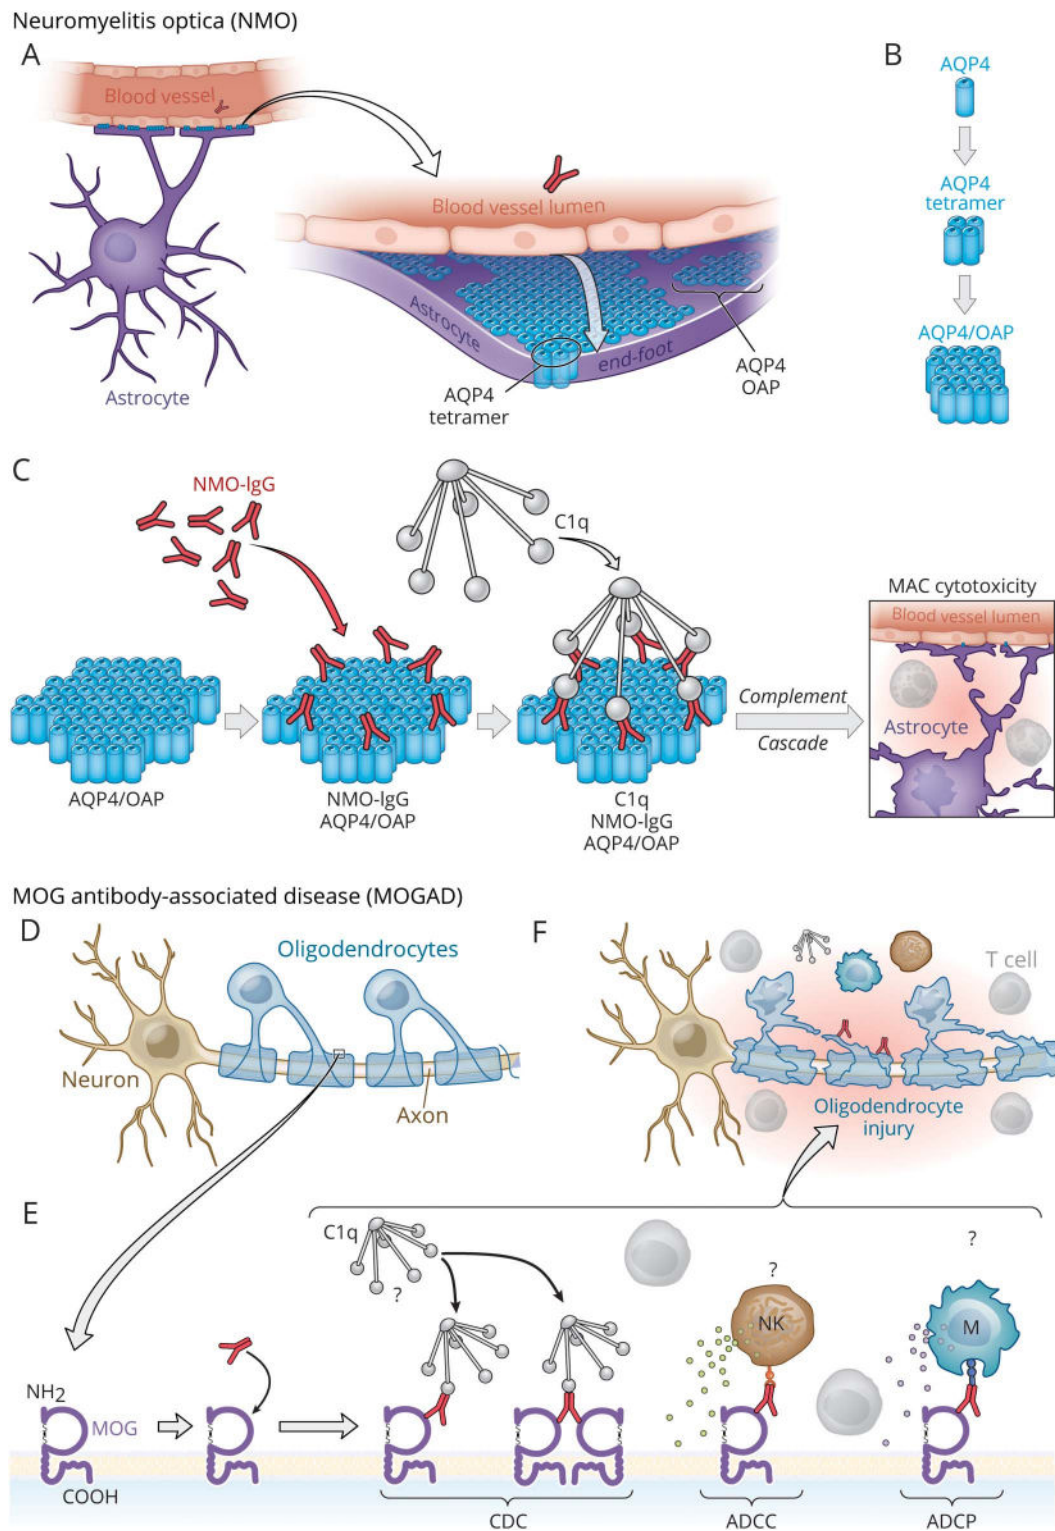 Neuromyelitis optica (NMO)
A
Blood vessel
Astrocyte
Blood vessel lumen
Astrocyte
end-foot
AQP4
tetramer
AQP4
OAP
B
AQP4
AQP4
tetramer
AQP4/OAP
C
NMO-IgG
C1q
AQP4/OAP
NMO-IgG
AQP4/OAP
C1q
NMO-IgG
AQP4/OAP
Complement
Cascade
MAC cytotoxicity
Blood vessel lumen
Astrocyte
MOG antibody-associated disease (MOGAD)
D
Oligodendrocytes
Neuron
Axon
F
T cell
Oligodendrocyte
injury
E
C1q
?
?
?
NK
M
NH2
MOG
COOH
CDC
ADCC
ADCP